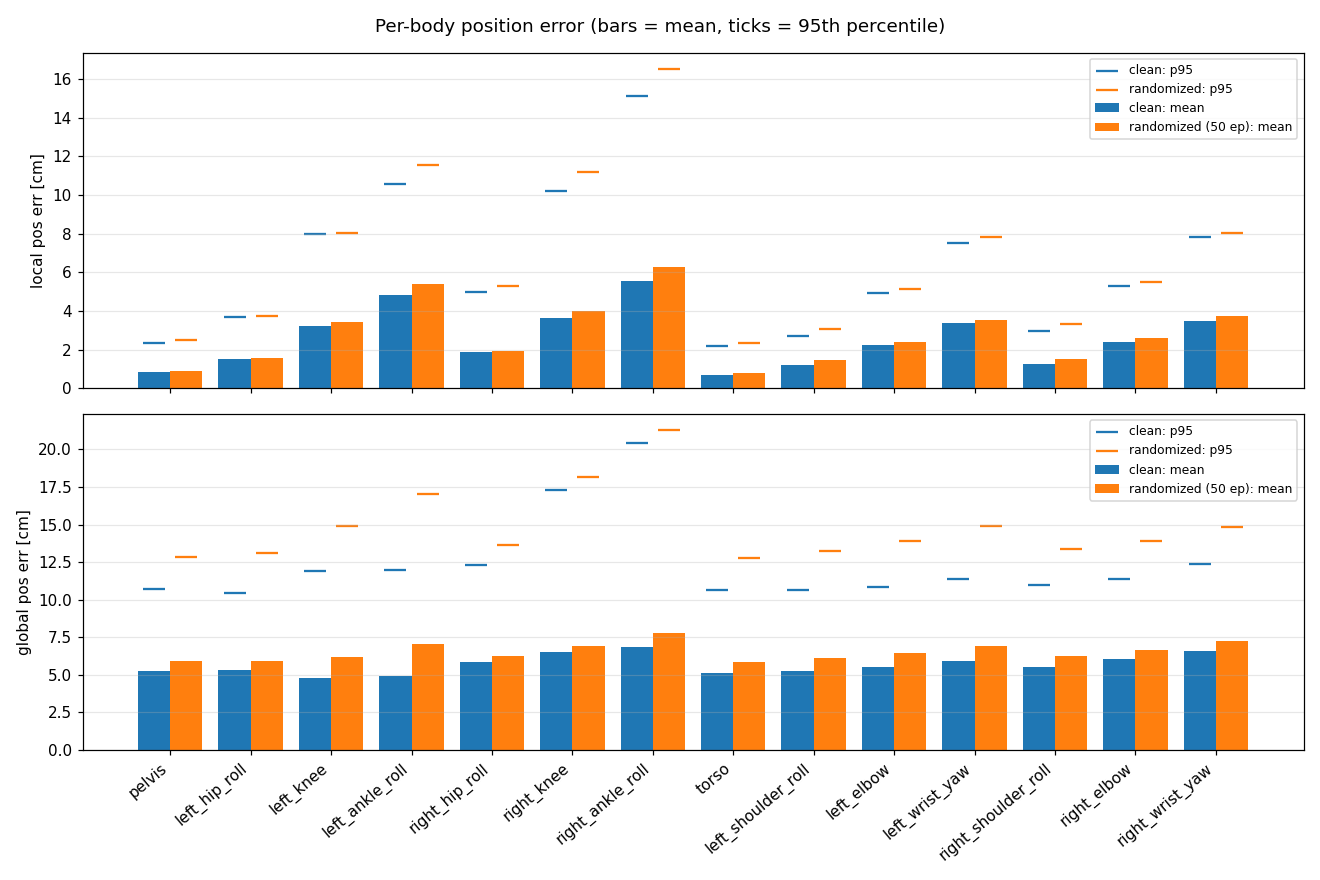 Per-body position error (bars = mean, ticks = 95th percentile)
local pos err [cm]
16
14
12
10
8
6
4
2
0
clean: p95
randomized: p95
clean: mean
randomized (50 ep): mean
global pos err [cm]
20.0
17.5
15.0
12.5
10.0
7.5
5.0
2.5
0.0
clean: p95
randomized: p95
clean: mean
randomized (50 ep): mean
pelvis
left_hip_roll
left_knee
left_ankle_roll
right_hip_roll
right_knee
right_ankle_roll
torso
left_shoulder_roll
left_elbow
left_wrist_yaw
right_shoulder_roll
right_elbow
right_wrist_yaw